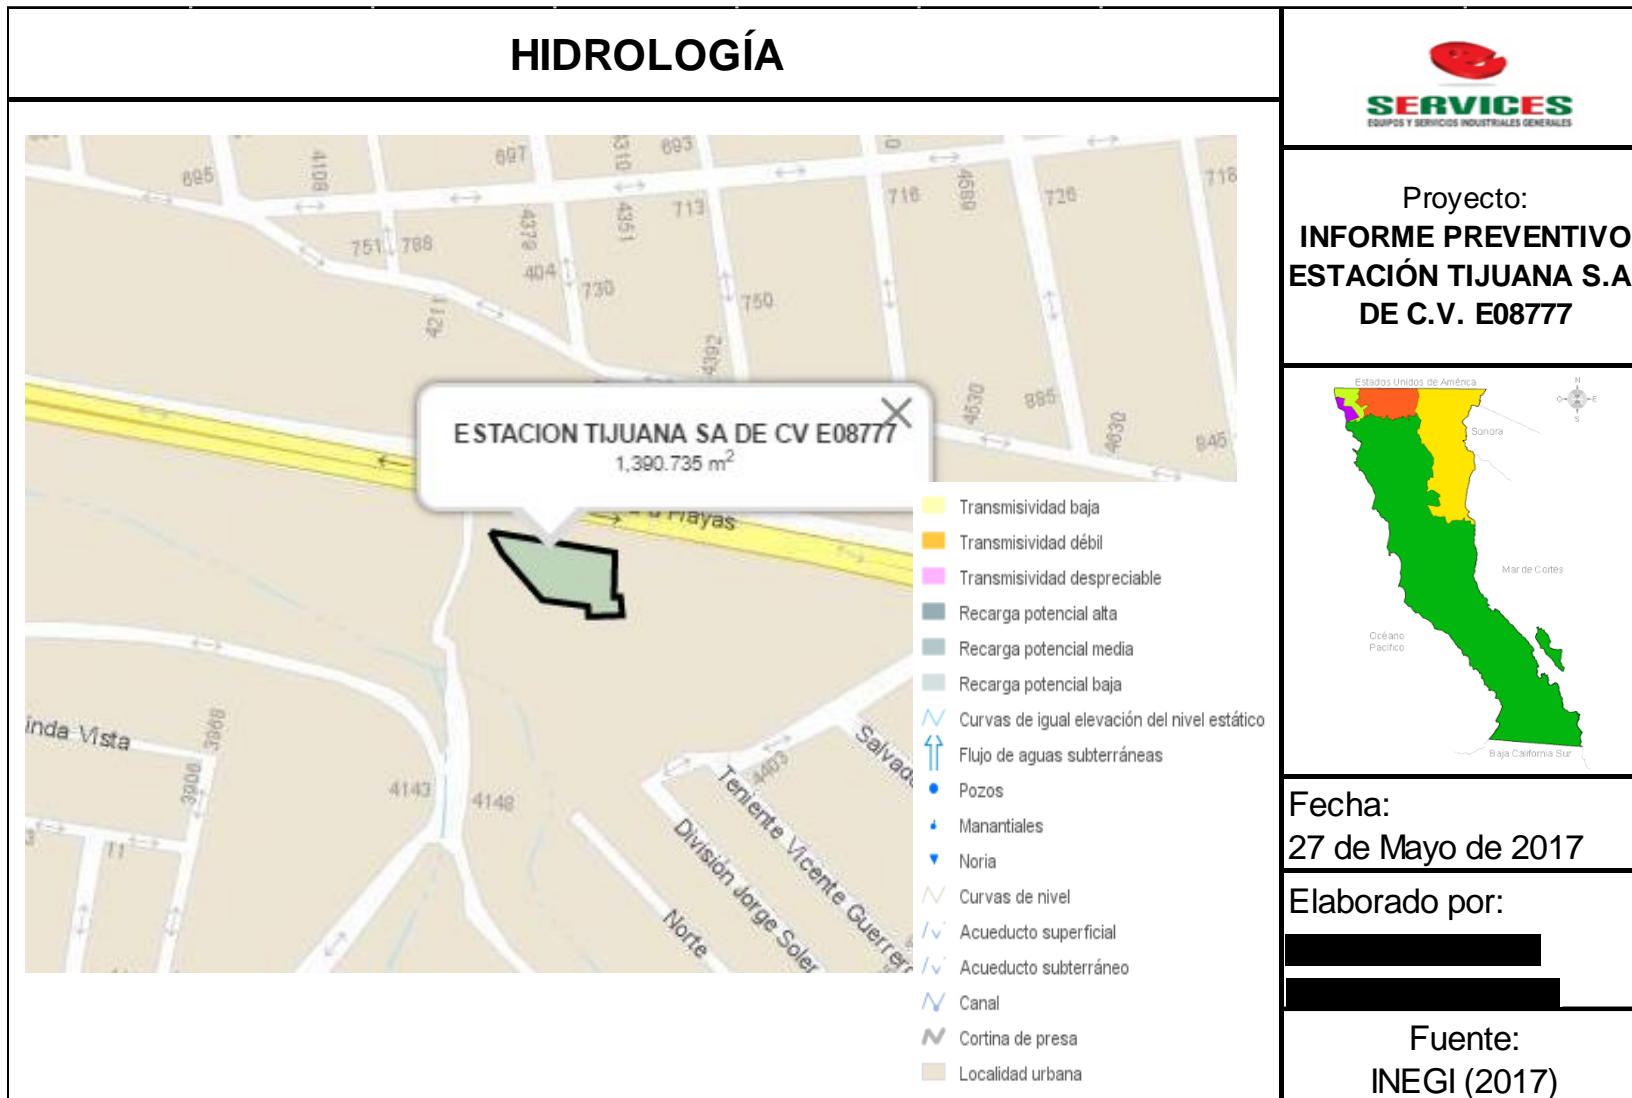 HIDROLOGÍA
SERVICES
EQUIPOS Y SERVICIOS INDUSTRIALES GENERALES
Proyecto:
INFORME PREVENTIVO
ESTACIÓN TIJUANA S.A
DE C.V. E08777
695
4108
697
4310
693
716
4589
726
718
751
788
4379
4351
713
404
730
750
4211
4392
4530
885
4630
845
ESTACION TIJUANA SA DE CV E08777
1,390.735 m²
Playas
inda Vista
3968
3906
11
4143
4148
4403
Salvad
Teniente Vicente Guerrero
División Jorge Soler
Norte
Transmisividad baja
Transmisividad débil
Transmisividad despreciable
Recarga potencial alta
Recarga potencial media
Recarga potencial baja
Curvas de igual elevación del nivel estático
Flujo de aguas subterráneas
Pozos
Manantiales
Noria
Curvas de nivel
Acueducto superficial
Acueducto subterráneo
Canal
Cortina de presa
Localidad urbana
Estados Unidos de América
N
O
E
S
Sonora
Mar de Cortés
Océano
Pacífico
Baja California Sur
Fecha:
27 de Mayo de 2017
Elaborado por:
Fuente:
INEGI (2017)